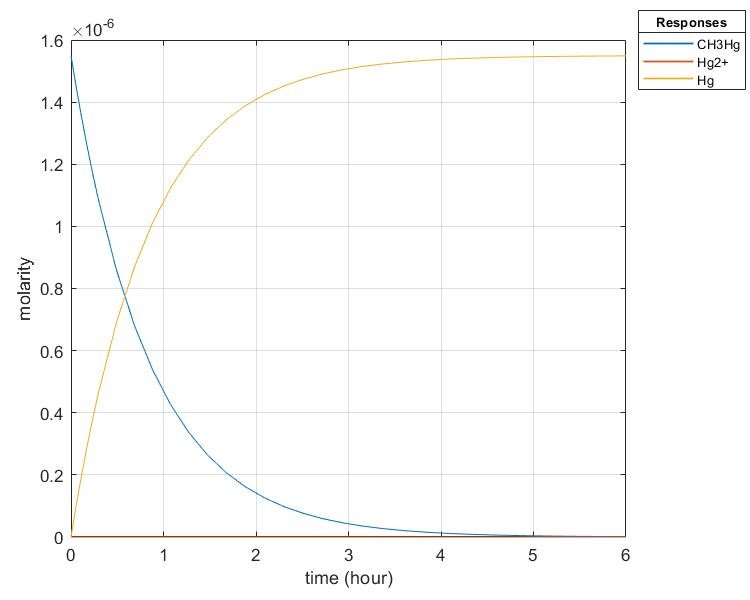 ×10-6
Responses
CH3Hg
Hg2+
Hg
1.6
1.4
1.2
1
0.8
0.6
0.4
0.2
0
molarity
0 1 2 3 4 5 6
time (hour)